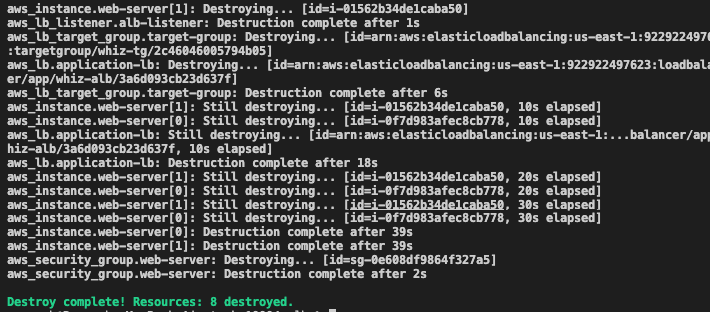 aws_instance.web-server[1]: Destroying... [id=i-01562b34de1caba50]
aws_lb_listener.alb-listener: Destruction complete after 1s
aws_lb_target_group.target-group: Destroying... [id=arn:aws:elasticloadbalancing:us-east-1:9229224976
:targetgroup/whiz-tg/2c46046005794b05]
aws_lb.application-lb: Destroying... [id=arn:aws:elasticloadbalancing:us-east-1:922922497623:loadbala
er/app/whiz-alb/3a6d093cb23d637f]
aws_lb_target_group.target-group: Destruction complete after 6s
aws_instance.web-server[1]: Still destroying... [id=i-01562b34de1caba50, 10s elapsed]
aws_instance.web-server[0]: Still destroying... [id=i-0f7d983afec8cb778, 10s elapsed]
aws_lb.application-lb: Still destroying... [id=arn:aws:elasticloadbalancing:us-east-1:...balancer/app
hiz-alb/3a6d093cb23d637f, 10s elapsed]
aws_lb.application-lb: Destruction complete after 18s
aws_instance.web-server[1]: Still destroying... [id=i-01562b34de1caba50, 20s elapsed]
aws_instance.web-server[0]: Still destroying... [id=i-0f7d983afec8cb778, 20s elapsed]
aws_instance.web-server[1]: Still destroying... [id=i-01562b34de1caba50, 30s elapsed]
aws_instance.web-server[0]: Still destroying... [id=i-0f7d983afec8cb778, 30s elapsed]
aws_instance.web-server[0]: Destruction complete after 39s
aws_instance.web-server[1]: Destruction complete after 39s
aws_security_group.web-server: Destroying... [id=sg-0e608df9864f327a5]
aws_security_group.web-server: Destruction complete after 2s
Destroy complete! Resources: 8 destroyed.